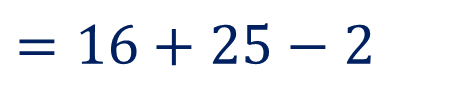 = 16 + 25 − 2